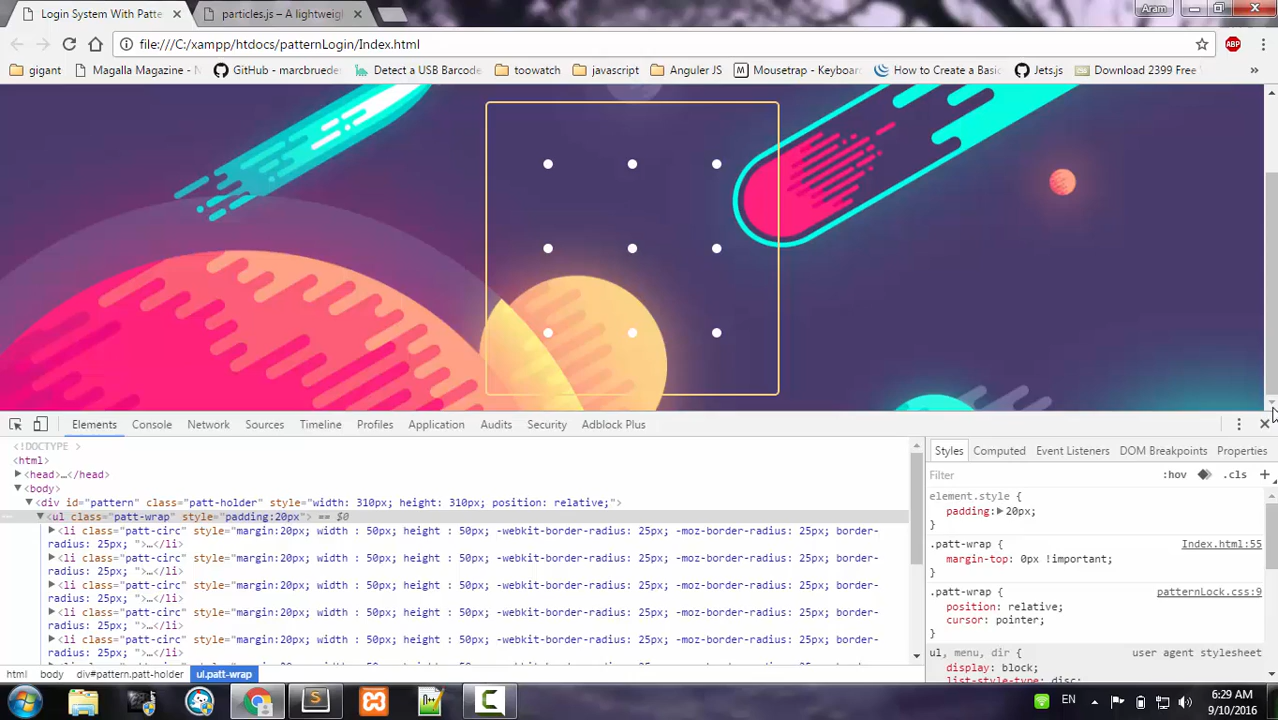 Login System With Patte
particles.js – A lightweigh
Aram
file:///C:/xampp/htdocs/patternLogin/Index.html
ABP
gigant
Magalla Magazine - M
GitHub - marcbruede
Detect a USB Barcode
toowatch
javascript
Anguler JS
Mousetrap - Keyboar
How to Create a Basi
Jets.js
Download 2399 Free
»
Elements Console Network Sources Timeline Profiles Application Audits Security Adblock Plus
<!DOCTYPE >
<html>
<head>…</head>
<body>
<div id="pattern" class="patt-holder" style="width: 310px; height: 310px; position: relative;">
<ul class="patt-wrap" style="padding:20px"> == $0
<li class="patt-circ" style="margin:20px; width : 50px; height : 50px; -webkit-border-radius: 25px; -moz-border-radius: 25px; border-
radius: 25px; ">…</li>
<li class="patt-circ" style="margin:20px; width : 50px; height : 50px; -webkit-border-radius: 25px; -moz-border-radius: 25px; border-
radius: 25px; ">…</li>
<li class="patt-circ" style="margin:20px; width : 50px; height : 50px; -webkit-border-radius: 25px; -moz-border-radius: 25px; border-
radius: 25px; ">…</li>
<li class="patt-circ" style="margin:20px; width : 50px; height : 50px; -webkit-border-radius: 25px; -moz-border-radius: 25px; border-
radius: 25px; ">…</li>
<li class="patt-circ" style="margin:20px; width : 50px; height : 50px; -webkit-border-radius: 25px; -moz-border-radius: 25px; border-
radius: 25px; ">…</li>
html body div#pattern.patt-holder ul.patt-wrap
Styles Computed Event Listeners DOM Breakpoints Properties
Filter :hov .cls +
element.style {
padding: 20px;
}
.patt-wrap { Index.html:55
margin-top: 0px !important;
}
.patt-wrap { patternLock.css:9
position: relative;
cursor: pointer;
}
ul, menu, dir { user agent stylesheet
display: block;
list-style-type: disc;
EN
6:29 AM
9/10/2016